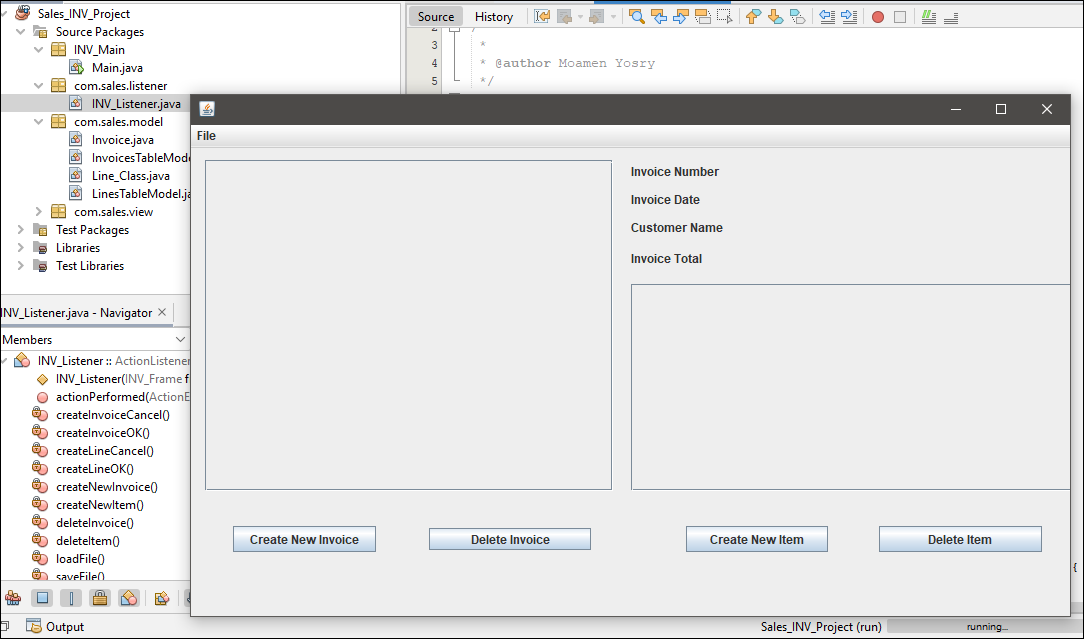 Sales_INV_Project
Source Packages
INV_Main
Main.java
com.sales.listener
INV_Listener.java
com.sales.model
Invoice.java
InvoicesTableMode
Line_Class.java
LinesTableModel.ja
com.sales.view
Test Packages
Libraries
Test Libraries
INV_Listener.java - Navigator
Members
INV_Listener :: ActionListener
INV_Listener(INV_Frame f
actionPerformed(ActionE
createInvoiceCancel()
createInvoiceOK()
createLineCancel()
createLineOK()
createNewInvoice()
createNewItem()
deleteInvoice()
deleteItem()
loadFile()
saveFile()
Source History
2 /
3 *
4 * @author Moamen Yosry
5 */
File
Invoice Number
Invoice Date
Customer Name
Invoice Total
Create New Invoice Delete Invoice Create New Item Delete Item
{
Output
Sales_INV_Project (run) running...